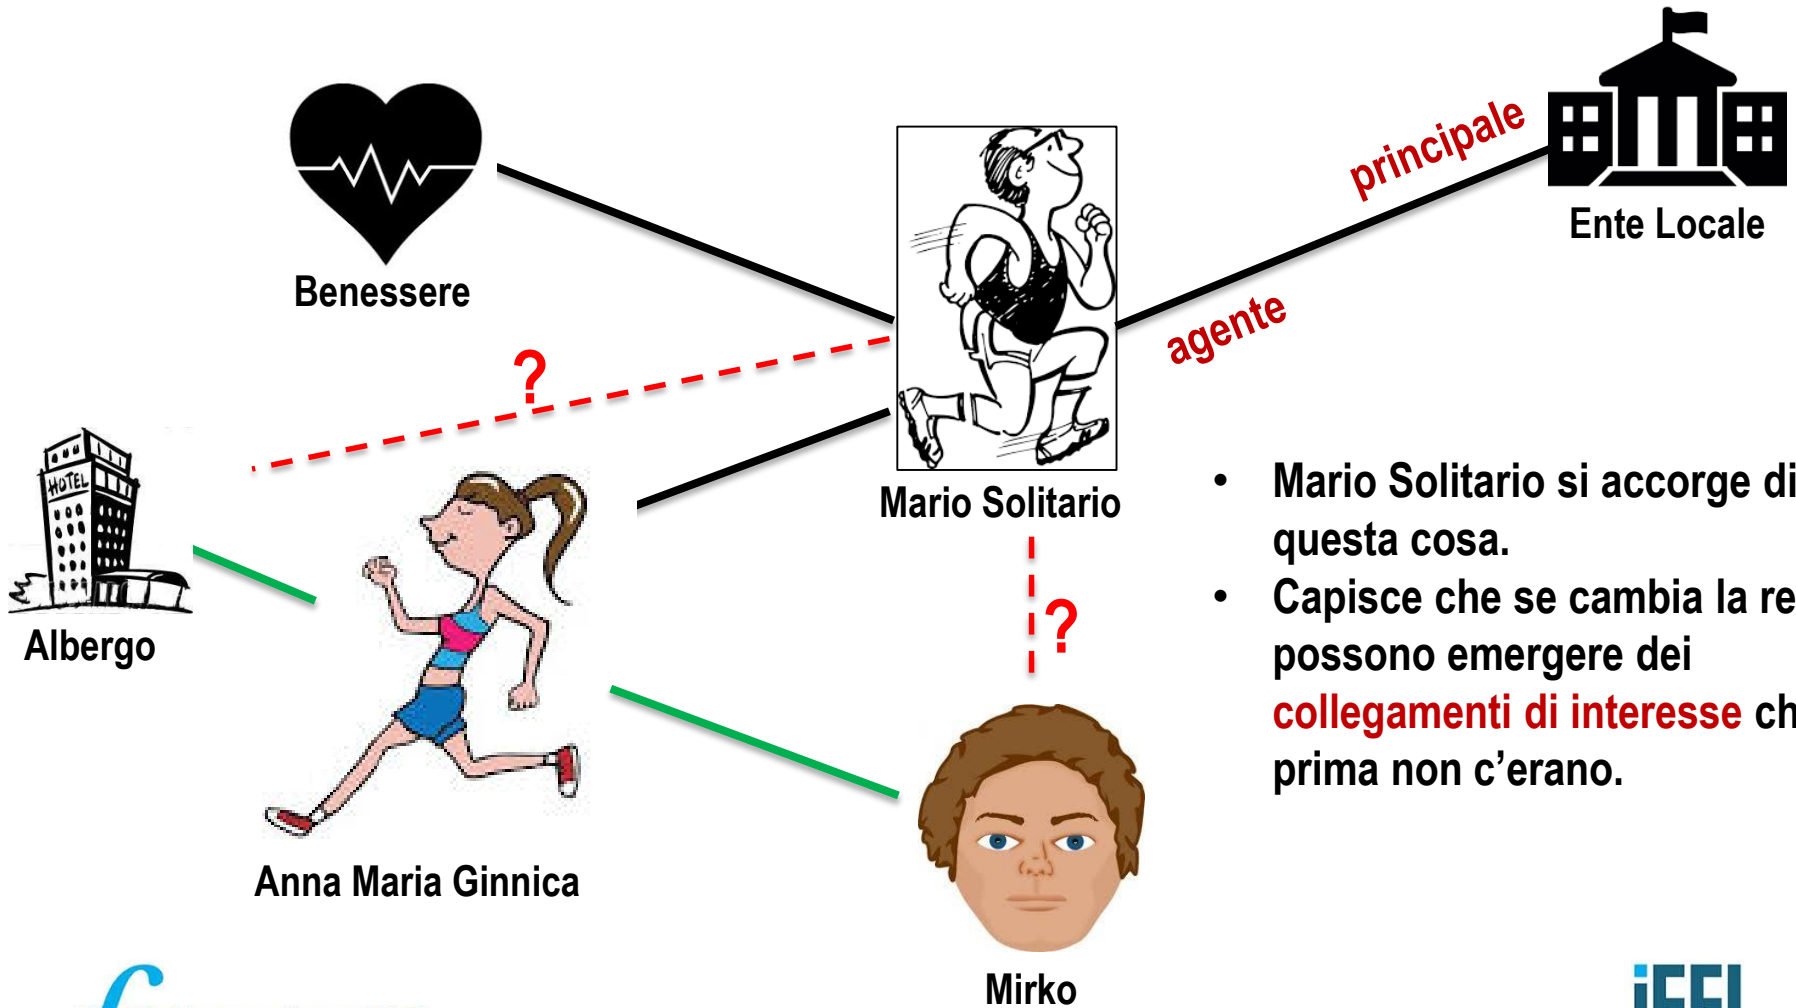 principale
Ente Locale
Benessere
agente
?
HOTEL
Mario Solitario
Albergo
?
Anna Maria Ginnica
Mirko
• Mario Solitario si accorge di
questa cosa.
• Capisce che se cambia la re
possono emergere dei
collegamenti di interesse ch
prima non c'erano.